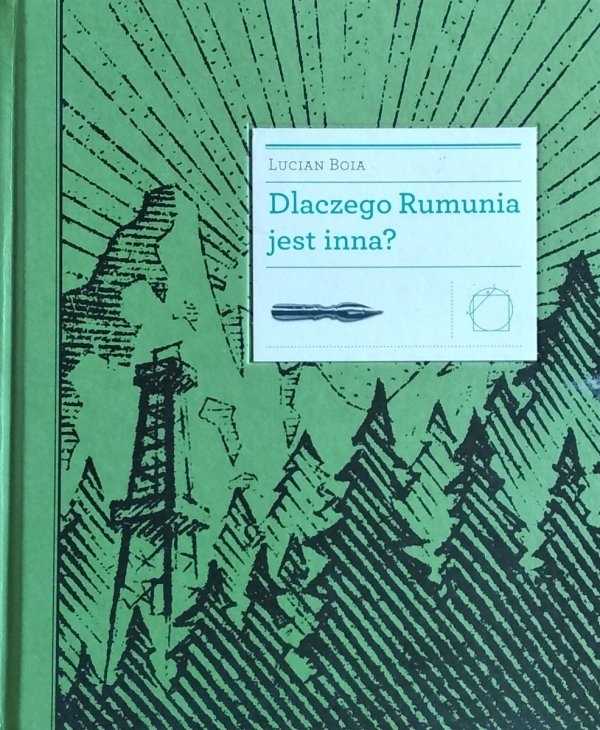 Lucian Boia
Dlaczego Rumunia
jest inna?